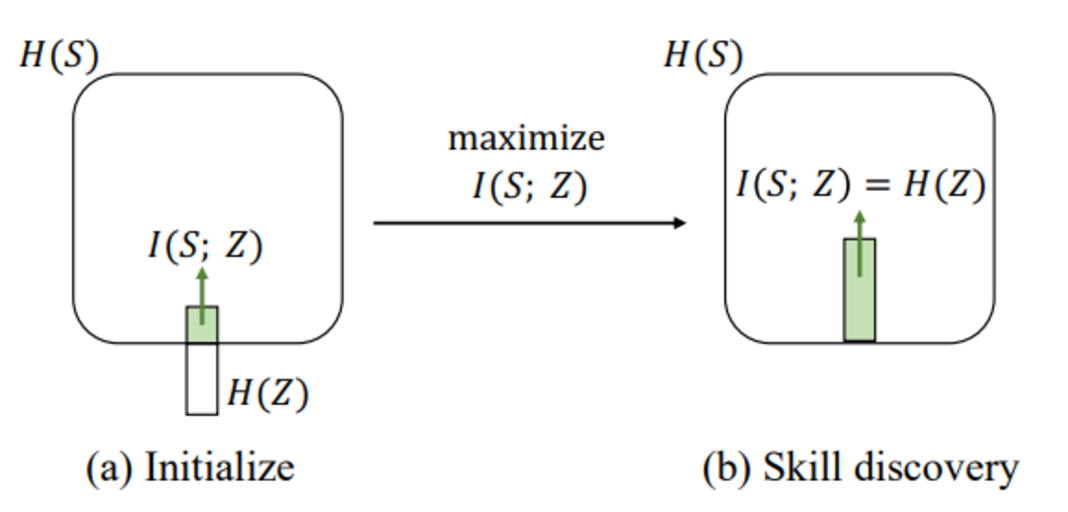 H(S)
I(S; Z)
H(Z)
(a) Initialize
maximize
I(S; Z)
H(S)
I(S; Z) = H(Z)
(b) Skill discovery